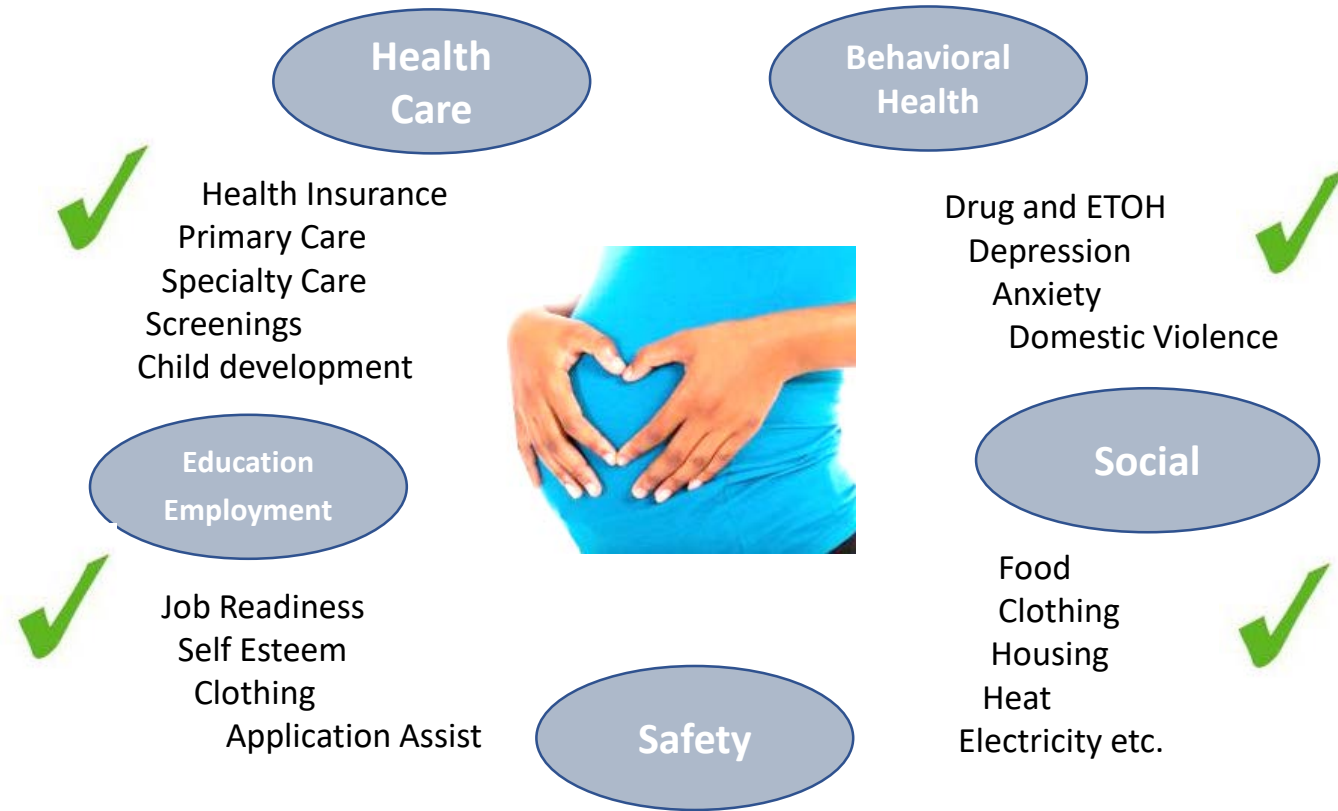 Health
Care
Health Insurance
Primary Care
Specialty Care
Screenings
Child development
Behavioral
Health
Drug and ETOH
Depression
Anxiety
Domestic Violence
Education
Employment
Job Readiness
Self Esteem
Clothing
Application Assist
Social
Food
Clothing
Housing
Heat
Electricity etc.
Safety